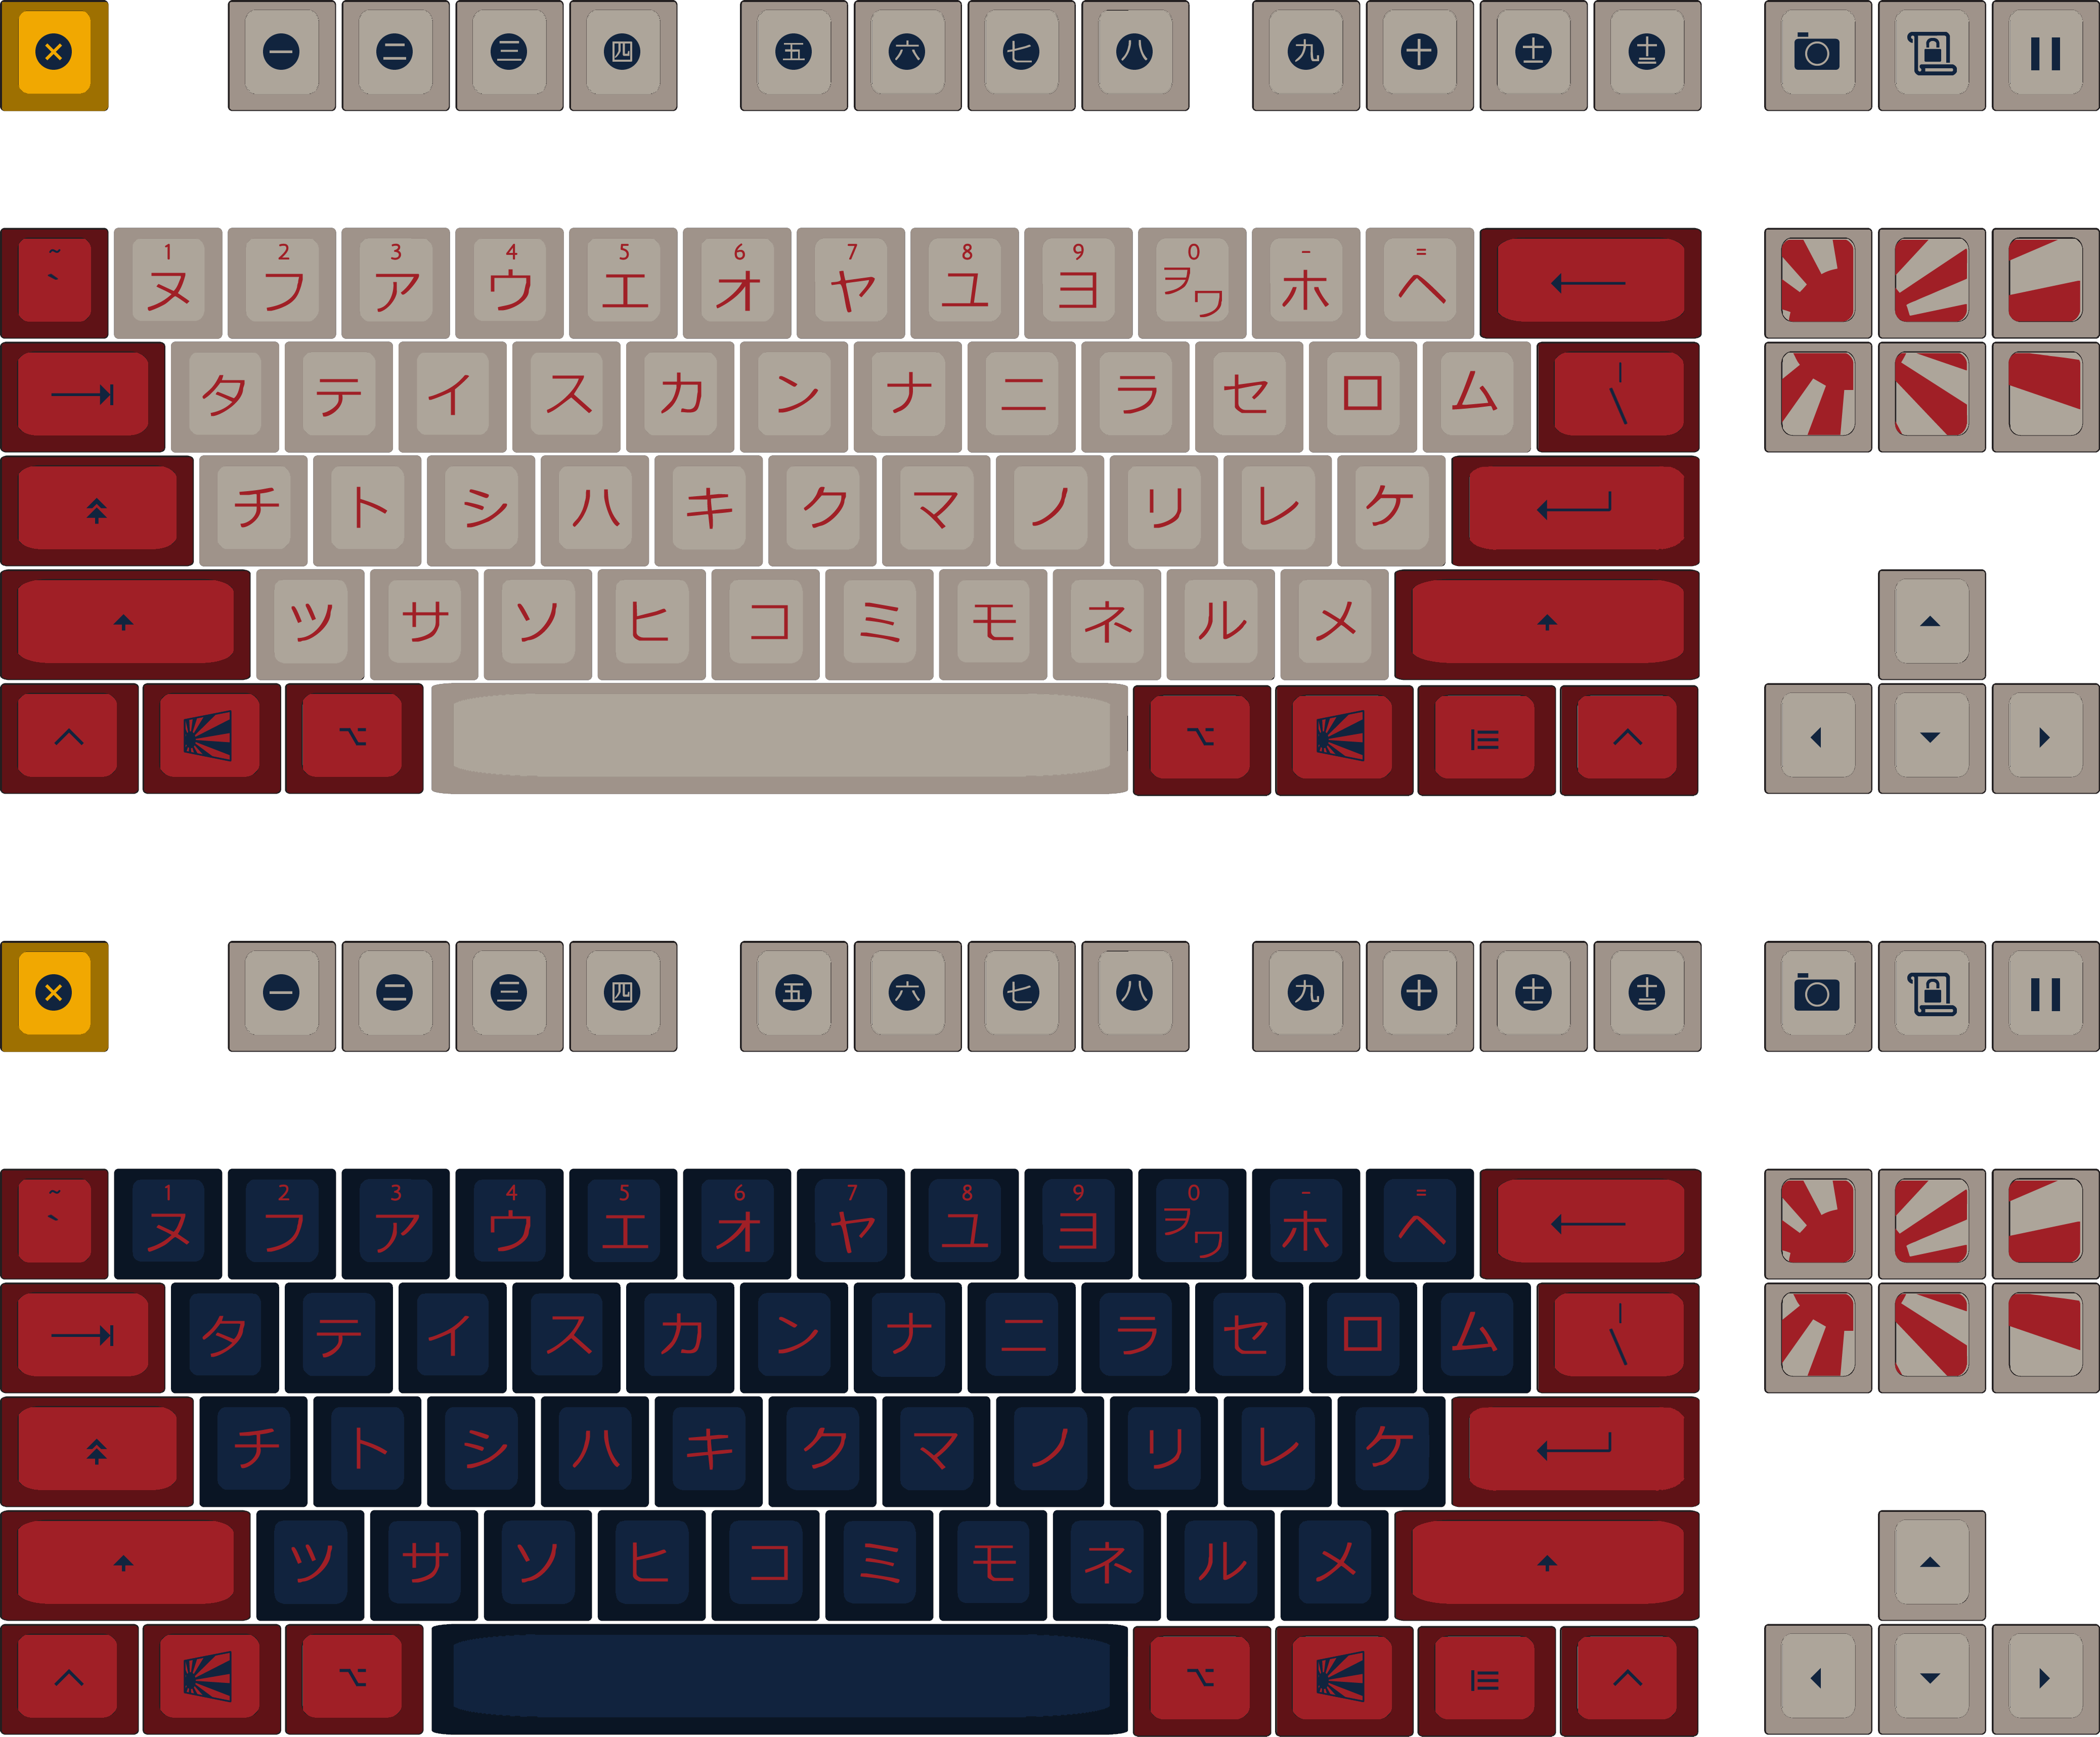 一 二 三 四 五 六 七 八 九 十 十一 十二
~ 1 2 3 4 5 6 7 8 9 0 - =
` ヌ フ ア ウ エ オ ヤ ユ ヨ ヲ ワ ホ ヘ
タ テ イ ス カ ン ナ ニ ラ セ ロ ム | \
チ ト シ ハ キ ク マ ノ リ レ ケ
ツ サ ソ ヒ コ ミ モ ネ ル メ
一 二 三 四 五 六 七 八 九 十 十一 十二
~ 1 2 3 4 5 6 7 8 9 0 - =
` ヌ フ ア ウ エ オ ヤ ユ ヨ ヲ ワ ホ ヘ
タ テ イ ス カ ン ナ ニ ラ セ ロ ム | \
チ ト シ ハ キ ク マ ノ リ レ ケ
ツ サ ソ ヒ コ ミ モ ネ ル メ